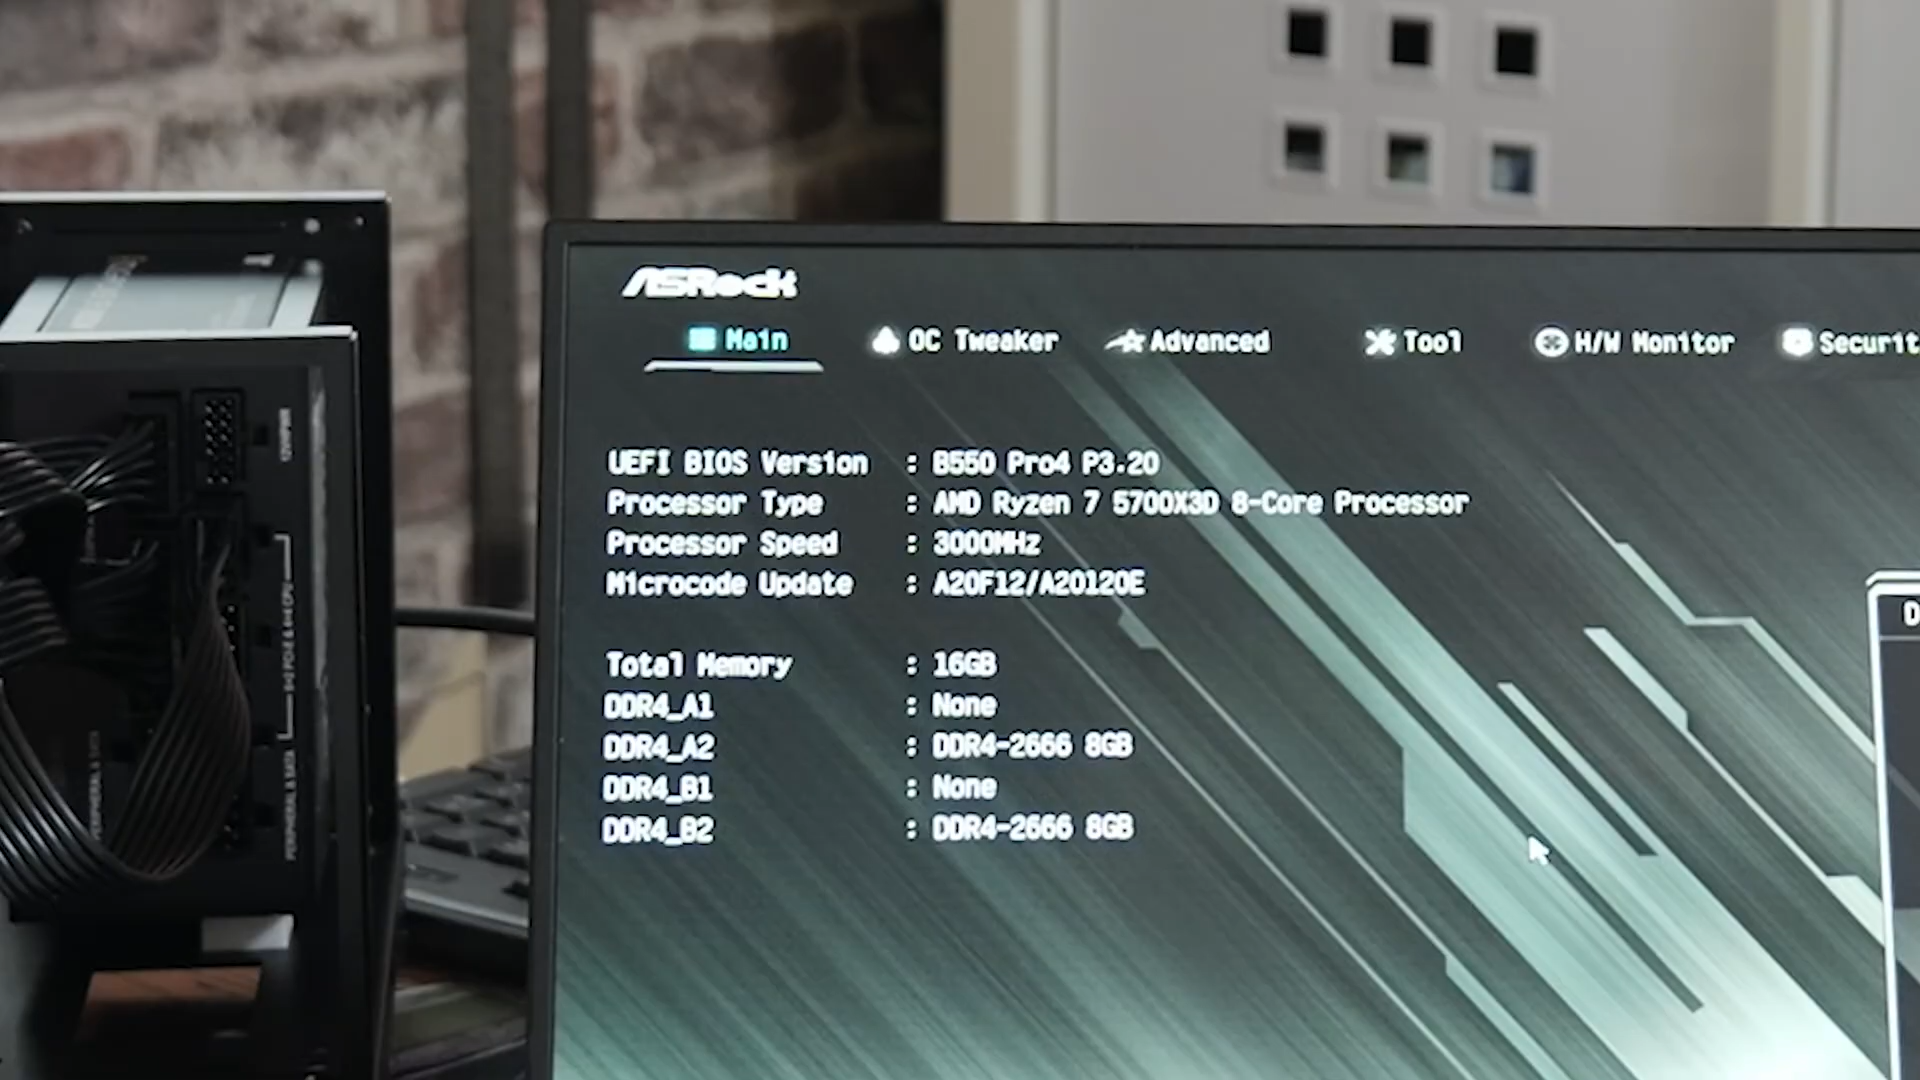 ASRock
Main OC Tweaker Advanced Tool H/W Monitor Securit
UEFI BIOS Version : B550 Pro4 P3.20
Processor Type : AMD Ryzen 7 5700X3D 8-Core Processor
Processor Speed : 3000MHz
Microcode Update : A20F12/A20120E
Total Memory : 16GB
DDR4_A1 : None
DDR4_A2 : DDR4-2666 8GB
DDR4_B1 : None
DDR4_B2 : DDR4-2666 8GB